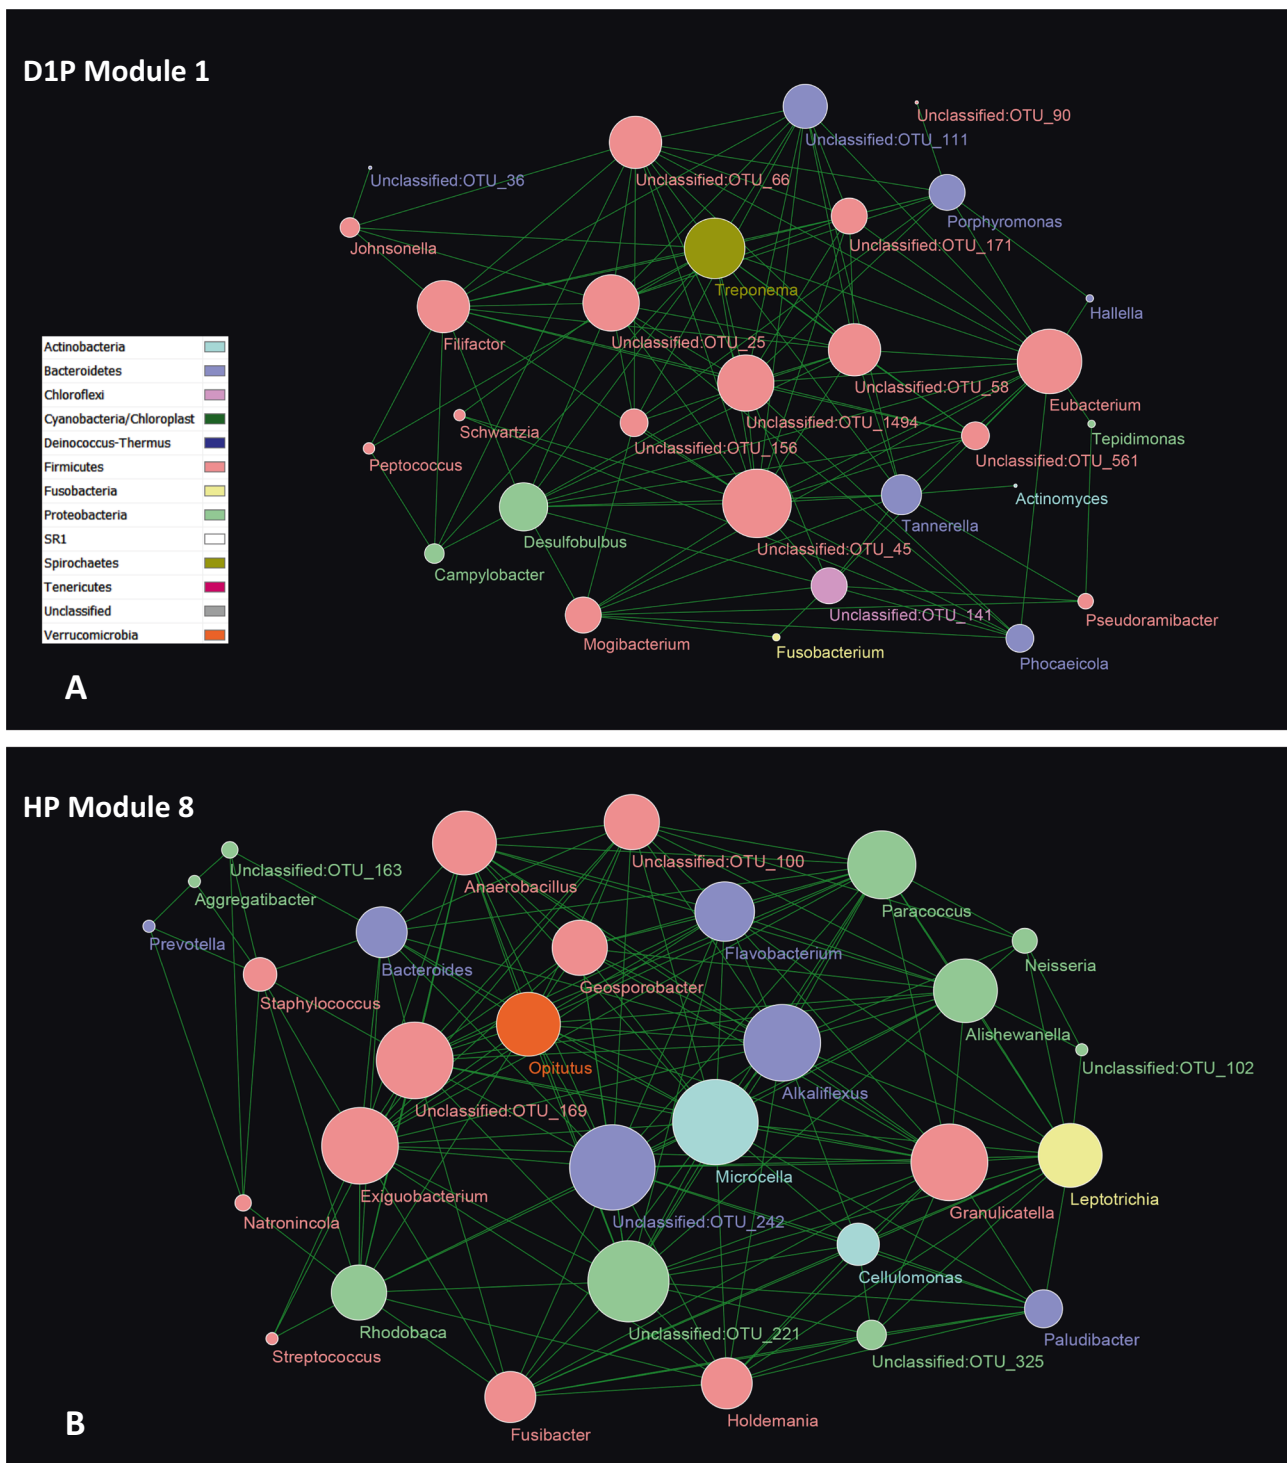 D1P Module 1
Unclassified:OTU_90
Unclassified:OTU_111
Unclassified:OTU_36
Unclassified:OTU_66
Porphyromonas
Johnsonella
Unclassified:OTU_171
Treponema
Hallella
Filifactor
Unclassified:OTU_25
Unclassified:OTU_58
Eubacterium
Unclassified:OTU_1494
Schwartzia
Tepidimonas
Unclassified:OTU_156
Unclassified:OTU_561
Peptococcus
Actinomyces
Tannerella
Desulfobulbus
Unclassified:OTU_45
Campylobacter
Unclassified:OTU_141
Pseudoramibacter
Mogibacterium
Fusobacterium
Phocaeicola
Actinobacteria
Bacteroidetes
Chloroflexi
Cyanobacteria/Chloroplast
Deinococcus-Thermus
Firmicutes
Fusobacteria
Proteobacteria
SR1
Spirochaetes
Tenericutes
Unclassified
Verrucomicrobia
A
HP Module 8
Unclassified:OTU_100
Unclassified:OTU_163
Anaerobacillus
Aggregatibacter
Paracoccus
Prevotella
Flavobacterium
Neisseria
Bacteroides
Geosporobacter
Staphylococcus
Alishewanella
Opitutus
Unclassified:OTU_102
Alkaliflexus
Unclassified:OTU_169
Microcella
Exiguobacterium
Leptotrichia
Granulicatella
Natronincola
Unclassified:OTU_242
Cellulomonas
Rhodobaca
Unclassified:OTU_221
Paludibacter
Streptococcus
Unclassified:OTU_325
Holdemania
Fusibacter
B